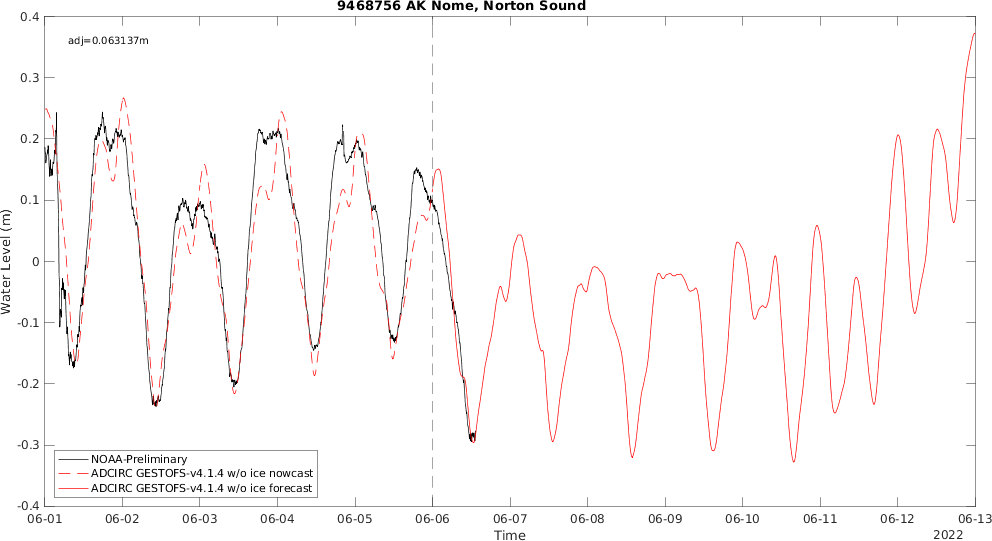 9468756 AK Nome, Norton Sound
adj=0.063137m
0.4
0.3
0.2
0.1
0
-0.1
-0.2
-0.3
-0.4
Water Level (m)
NOAA-Preliminary
ADCIRC GESTOFS-v4.1.4 w/o ice nowcast
ADCIRC GESTOFS-v4.1.4 w/o ice forecast
06-01 06-02 06-03 06-04 06-05 06-06 06-07 06-08 06-09 06-10 06-11 06-12 06-13
Time
2022